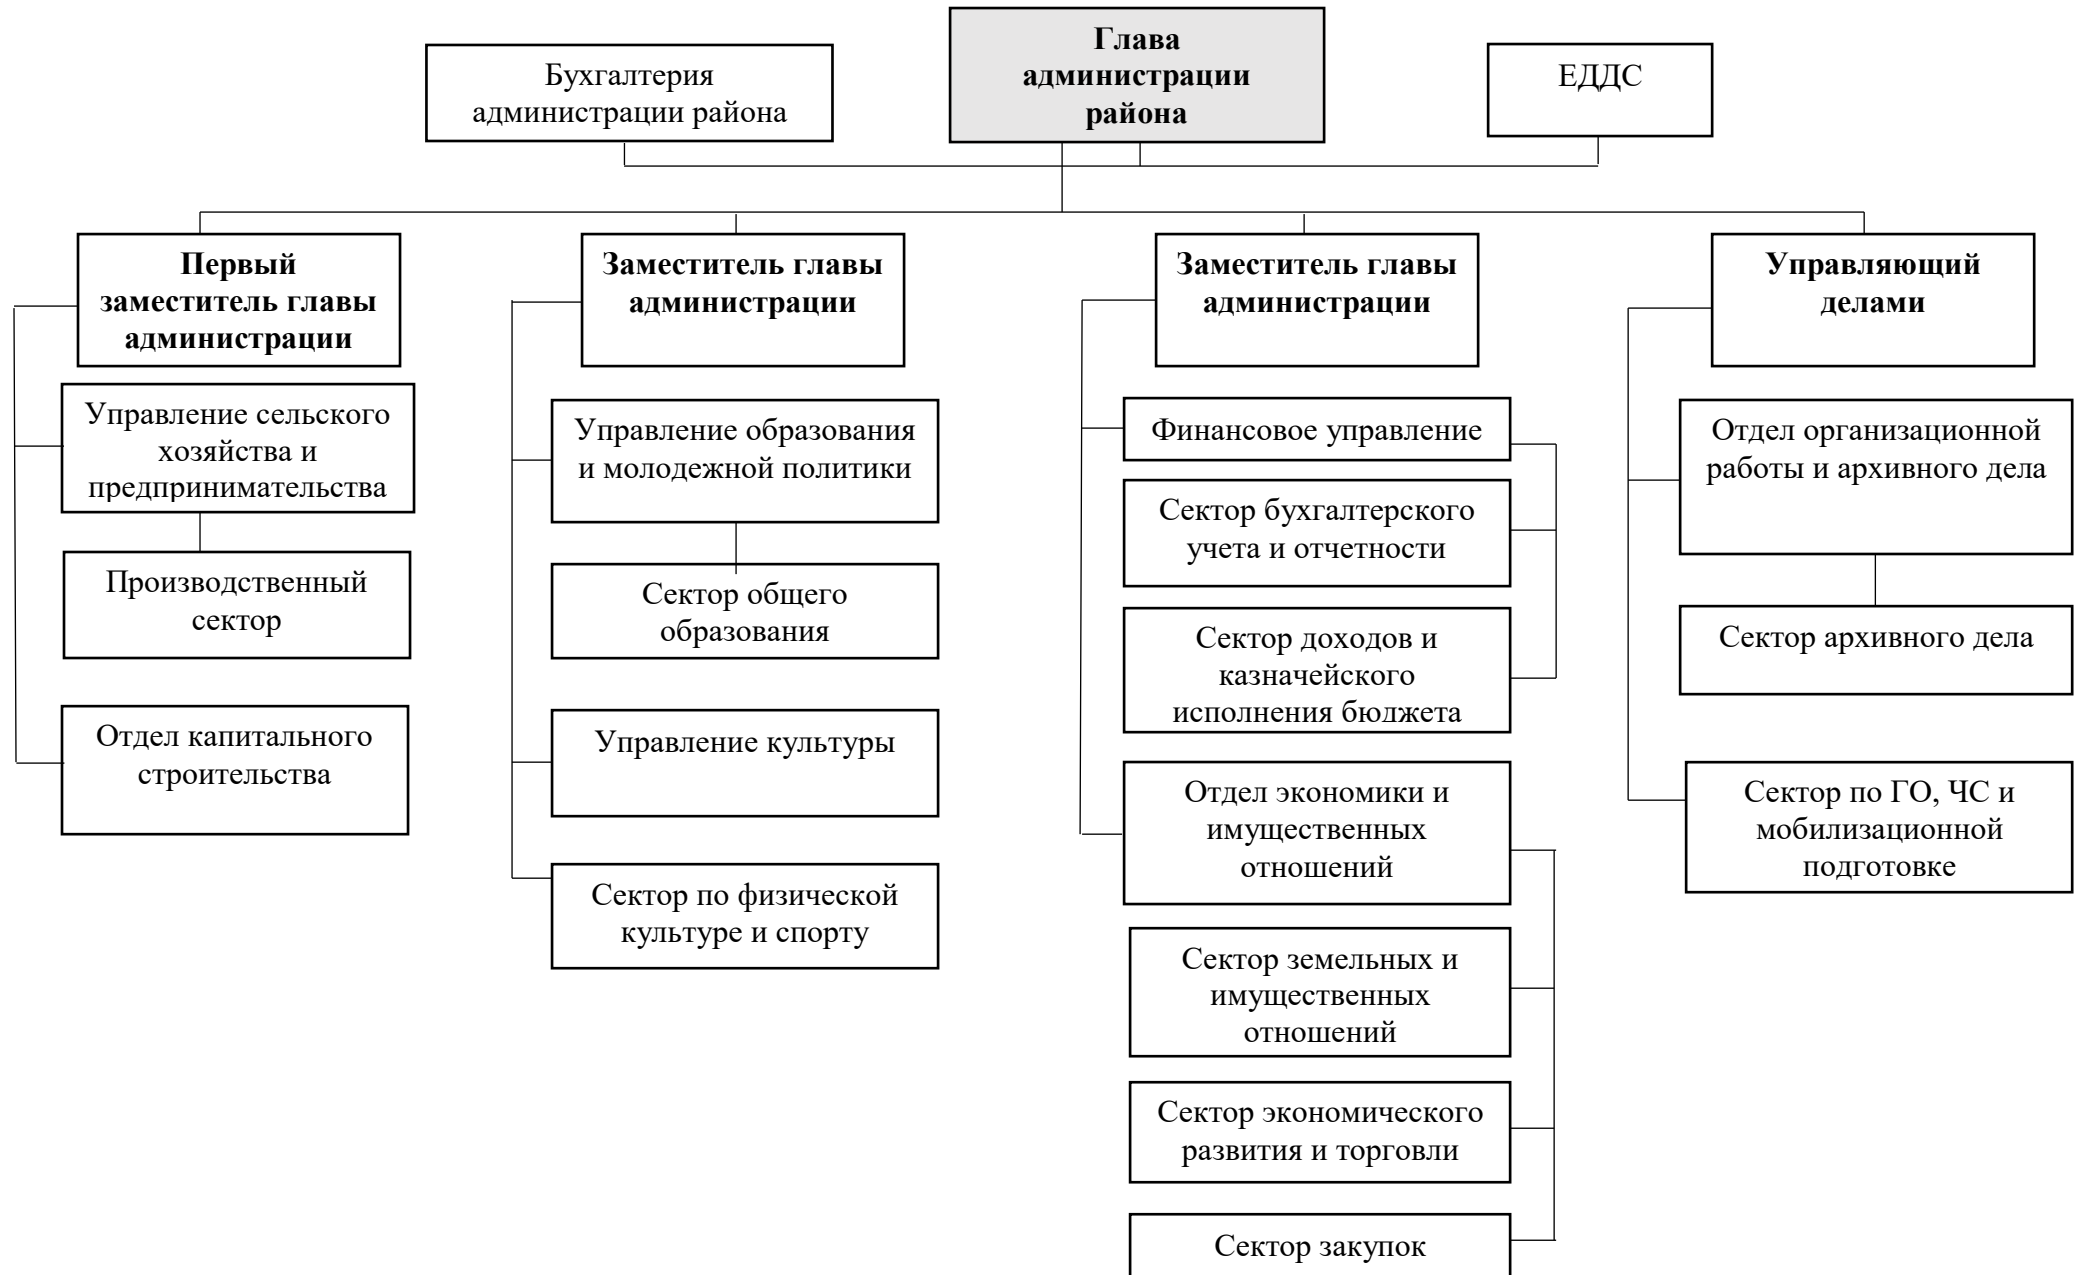 Глава
администрации
района
Бухгалтерия
администрации района
ЕДДС
Первый
заместитель главы
администрации
Управление сельского
хозяйства и
предпринимательства
Производственный
сектор
Отдел капитального
строительства
Заместитель главы
администрации
Управление образования
и молодежной политики
Сектор общего
образования
Управление культуры
Сектор по физической
культуре и спорту
Заместитель главы
администрации
Финансовое управление
Сектор бухгалтерского
учета и отчетности
Сектор доходов и
казначейского
исполнения бюджета
Отдел экономики и
имущественных
отношений
Сектор земельных и
имущественных
отношений
Сектор экономического
развития и торговли
Сектор закупок
Управляющий
делами
Отдел организационной
работы и архивного дела
Сектор архивного дела
Сектор по ГО, ЧС и
мобилизационной
подготовке